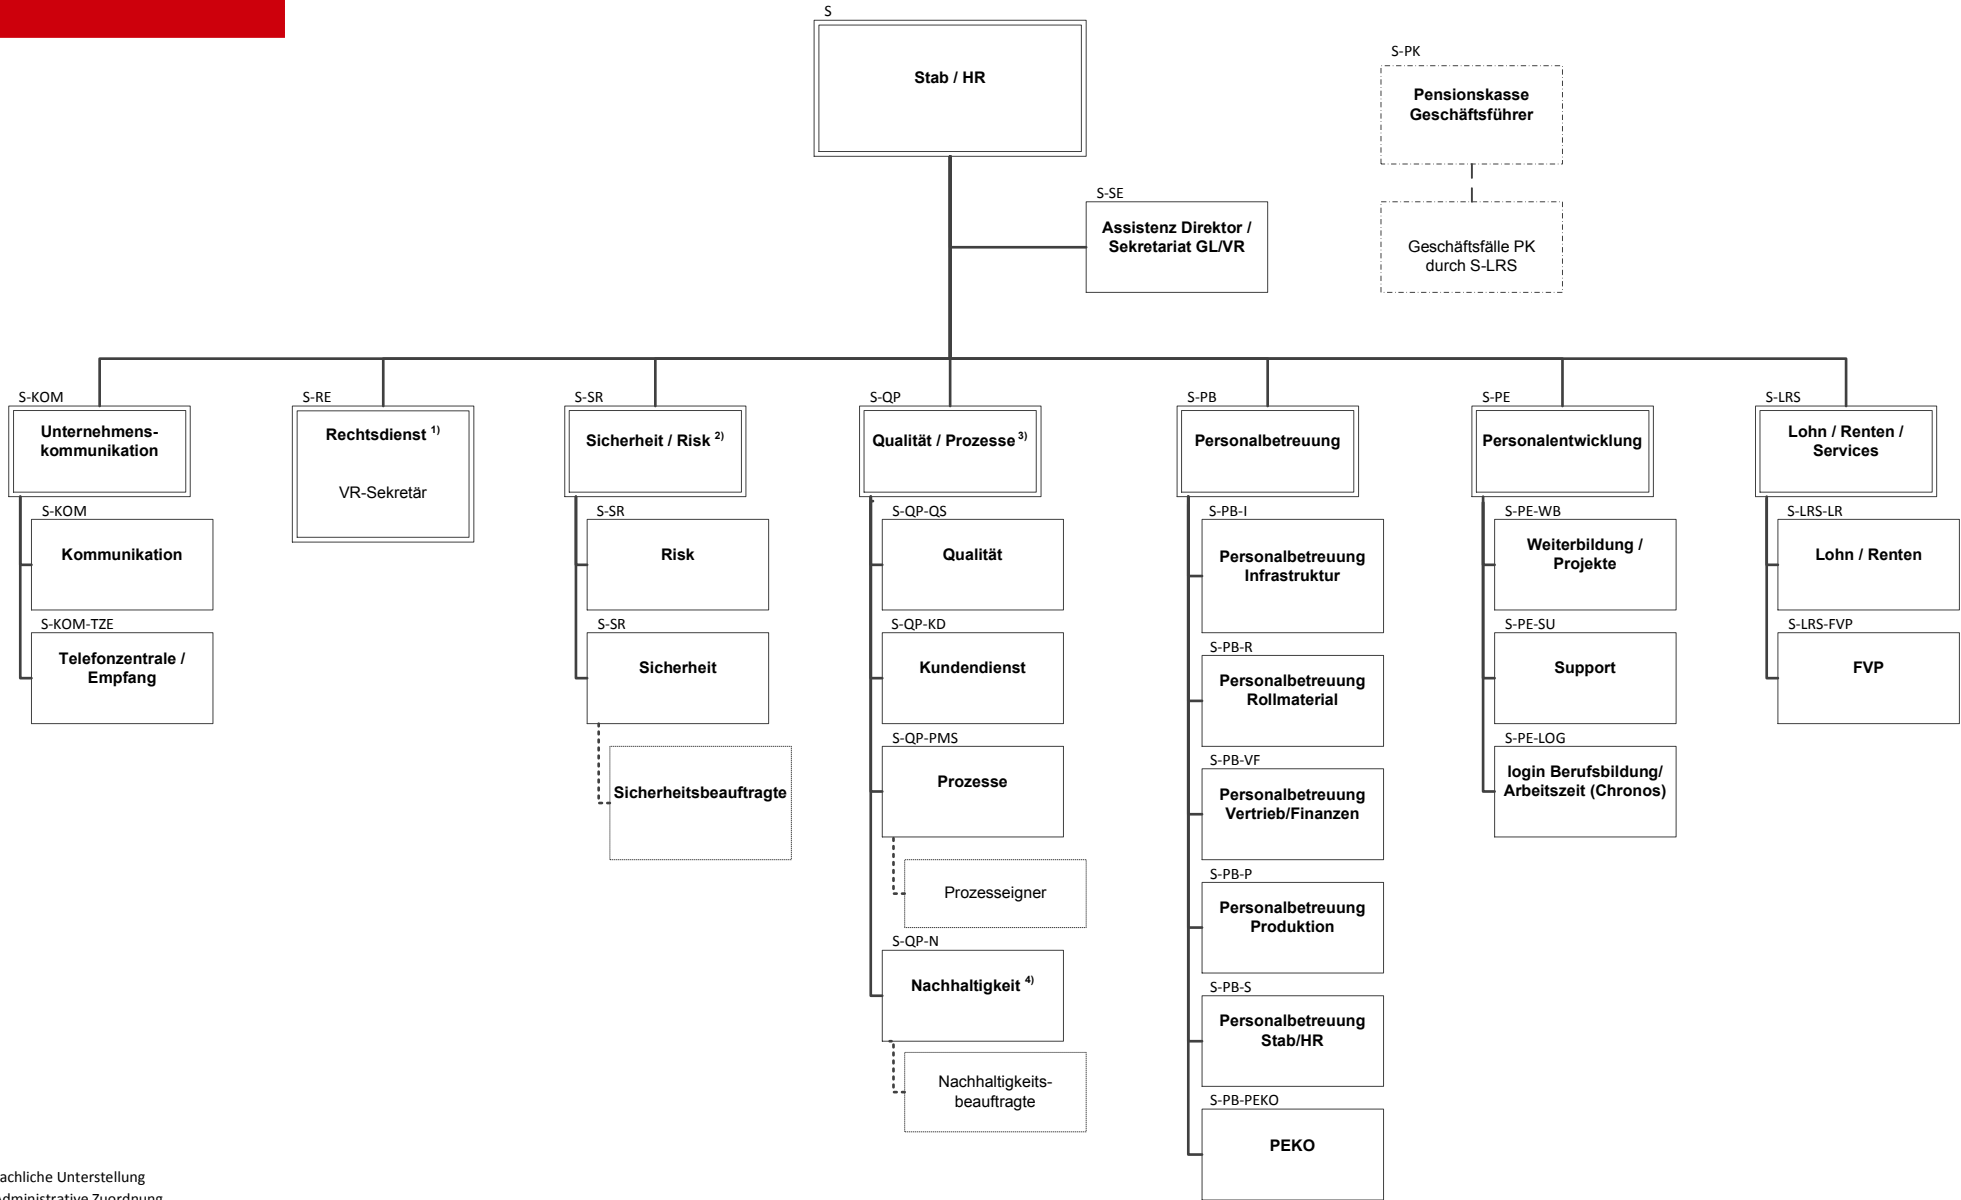 S
Stab / HR
S-PK
Pensionskasse
Geschäftsführer
S-SE
Assistenz Direktor /
Sekretariat GL/VR
Geschäftsfälle PK
durch S-LRS
S-KOM
Unternehmens-
kommunikation
S-KOM
Kommunikation
S-KOM-TZE
Telefonzentrale /
Empfang
S-RE
Rechtsdienst 1)
VR-Sekretär
S-SR
Sicherheit / Risk 2)
S-SR
Risk
S-SR
Sicherheit
Sicherheitsbeauftragte
S-QP
Qualität / Prozesse 3)
S-QP-QS
Qualität
S-QP-KD
Kundendienst
S-QP-PMS
Prozesse
Prozesseigner
S-QP-N
Nachhaltigkeit 4)
Nachhaltigkeits-
beauftragte
S-PB
Personalbetreuung
S-PB-I
Personalbetreuung
Infrastruktur
S-PB-R
Personalbetreuung
Rollmaterial
S-PB-VF
Personalbetreuung
Vertrieb/Finanzen
S-PB-P
Personalbetreuung
Produktion
S-PB-S
Personalbetreuung
Stab/HR
S-PB-PEKO
PEKO
S-PE
Personalentwicklung
S-PE-WB
Weiterbildung /
Projekte
S-PE-SU
Support
S-PE-LOG
login Berufsbildung/
Arbeitszeit (Chronos)
S-LRS
Lohn / Renten /
Services
S-LRS-LR
Lohn / Renten
S-LRS-FVP
FVP
achliche Unterstellung
dministrative Zuordnung